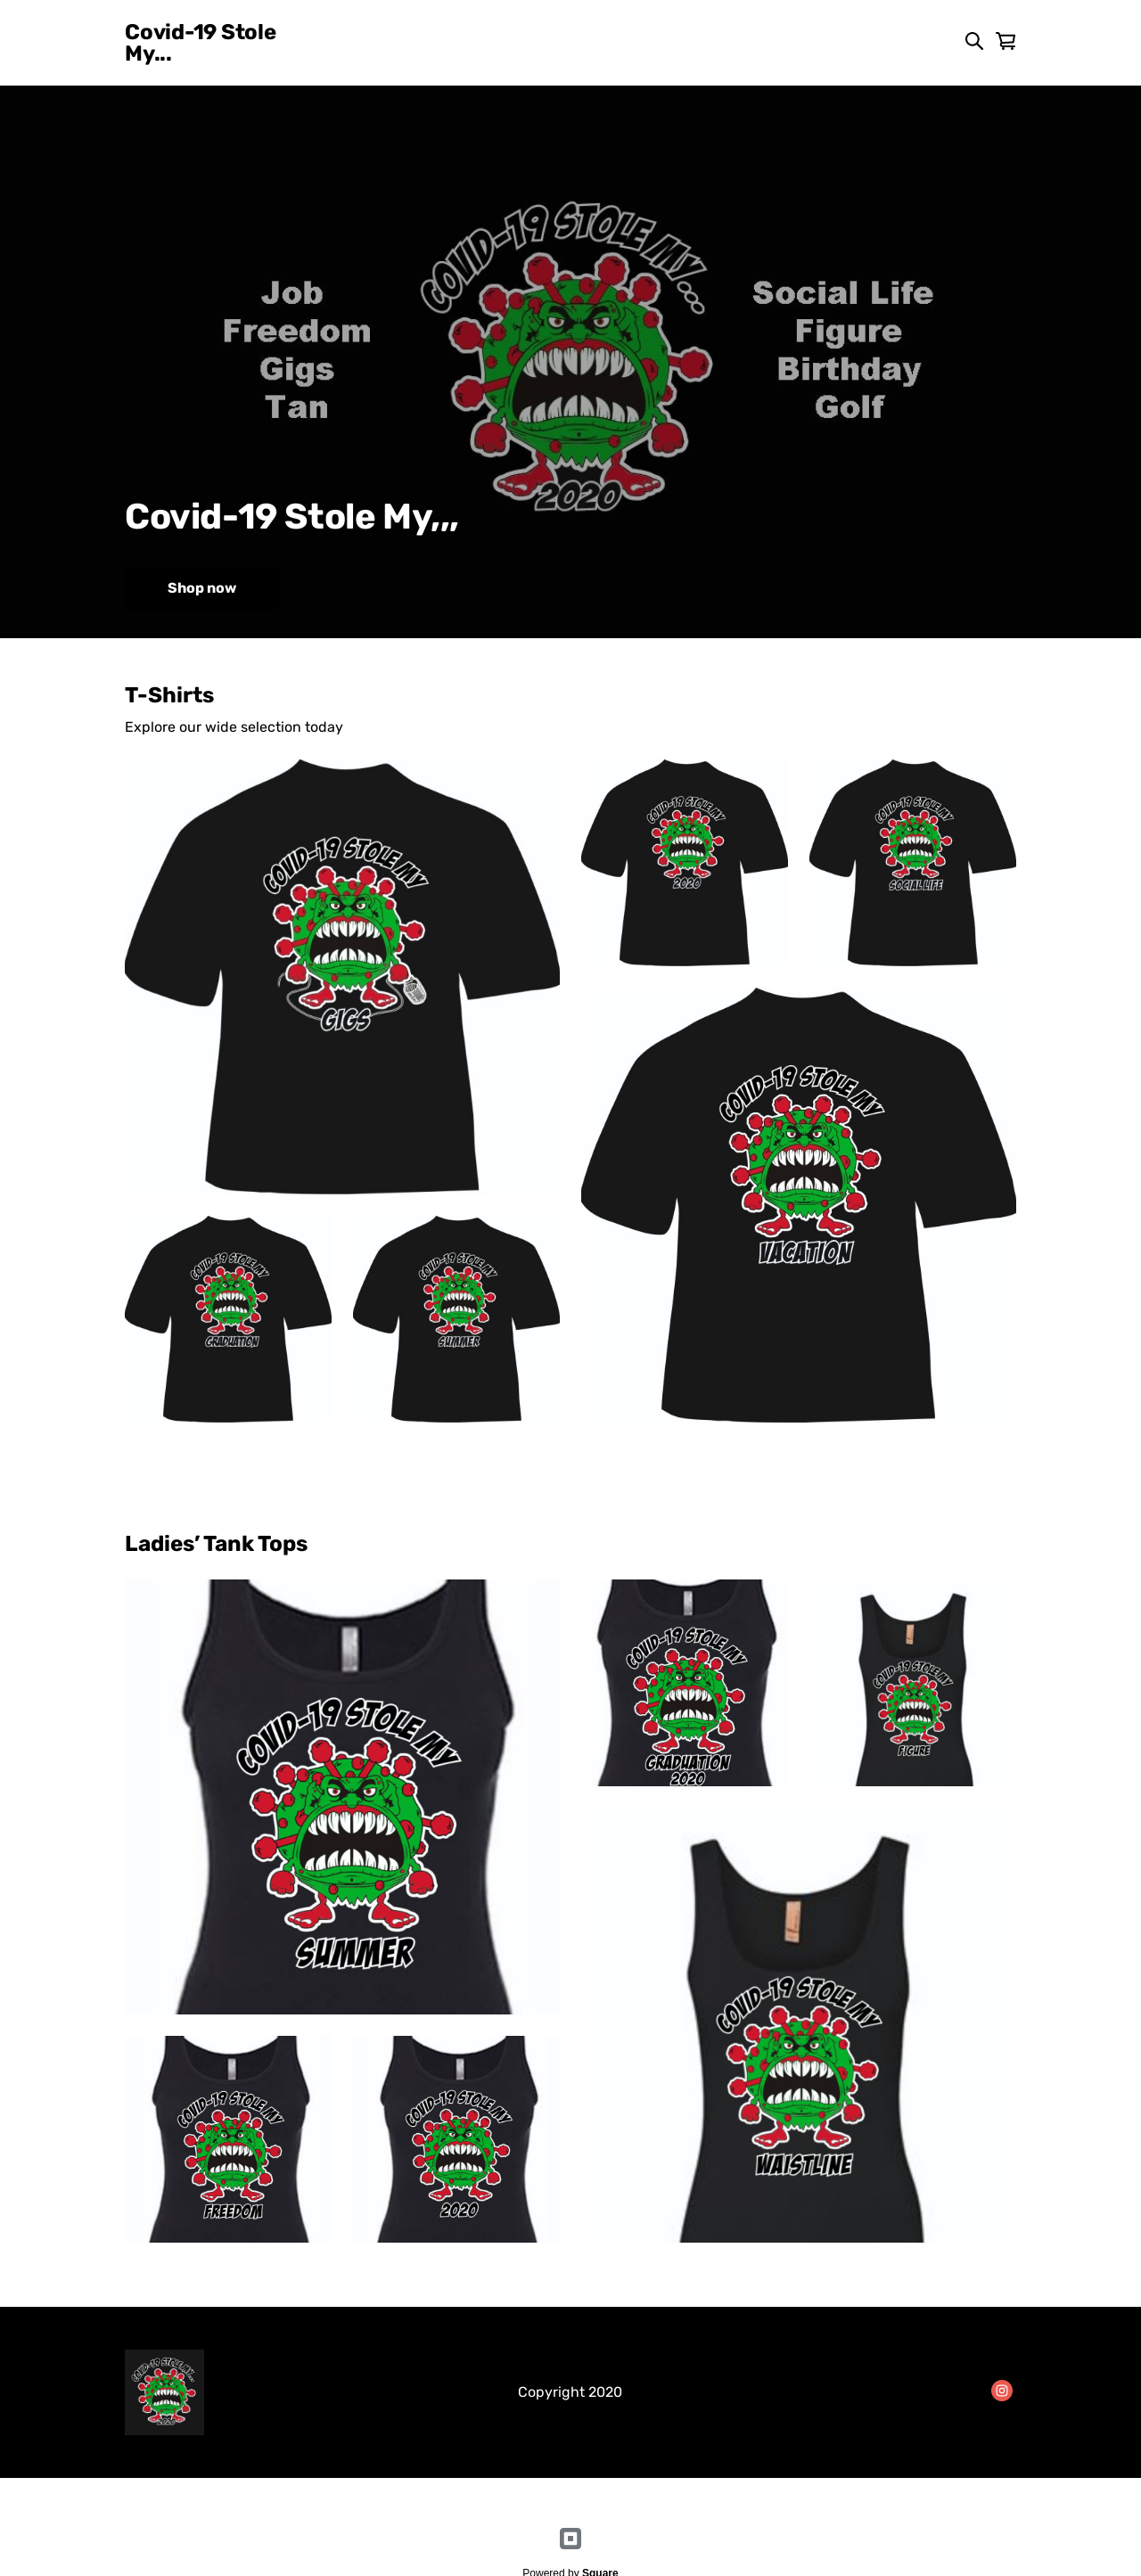 Covid-19 Stole
My...
COVID-19 STOLE MY...
Job
Freedom
Gigs
Tan
Social Life
Figure
Birthday
Golf
2020
Covid-19 Stole My,,,
Shop now
T-Shirts
Explore our wide selection today
COVID-19 STOLE MY
GIGS
COVID-19 STOLE MY
2020
COVID-19 STOLE MY
SOCIAL LIFE
COVID-19 STOLE MY
VACATION
COVID-19 STOLE MY
GRADUATION
COVID-19 STOLE MY
SUMMER
Ladies’ Tank Tops
COVID-19 STOLE MY
SUMMER
COVID-19 STOLE MY
GRADUATION
2020
COVID-19 STOLE MY
FIGURE
COVID-19 STOLE MY
WAISTLINE
COVID-19 STOLE MY
FREEDOM
COVID-19 STOLE MY
2020
COVID-19 STOLE MY...
2020
Copyright 2020
Powered by Square